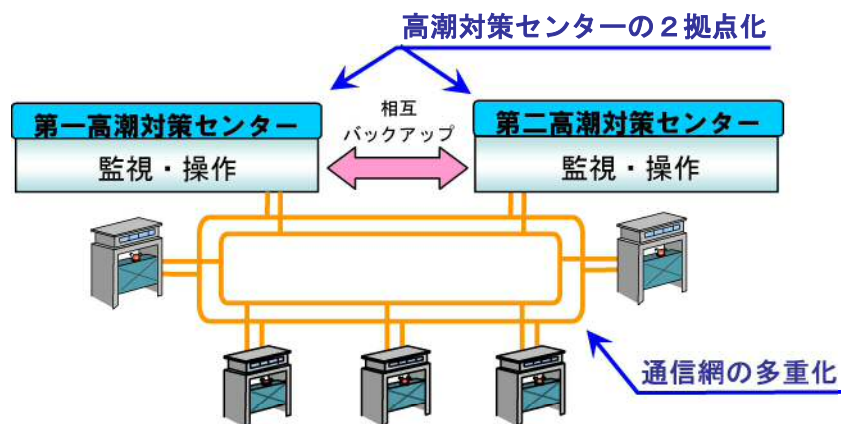 高潮対策センターの２拠点化
第一高潮対策センター
監視・操作
相互
バックアップ
第二高潮対策センター
監視・操作
通信網の多重化